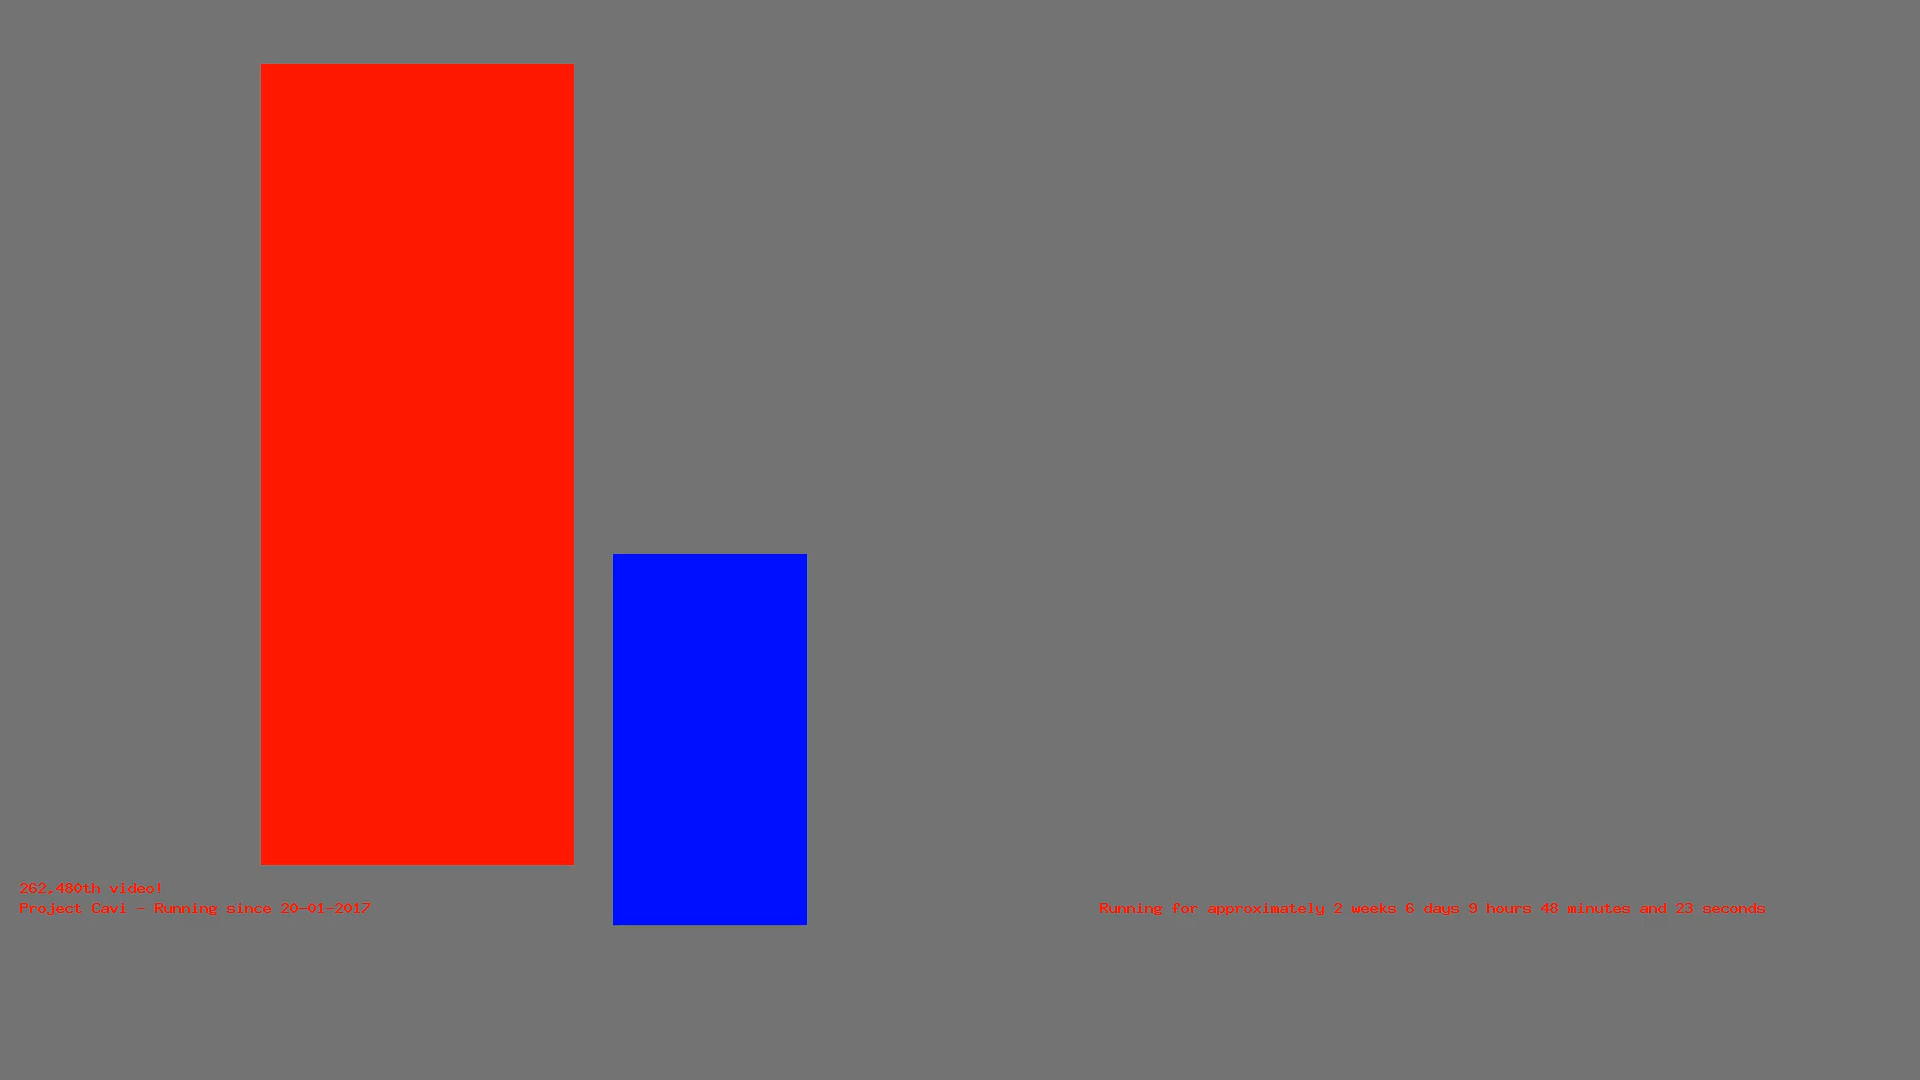 262,480th video!
Project Cavi - Running since 20-01-2017
Running for approximately 2 weeks 6 days 9 hours 48 minutes and 23 seconds